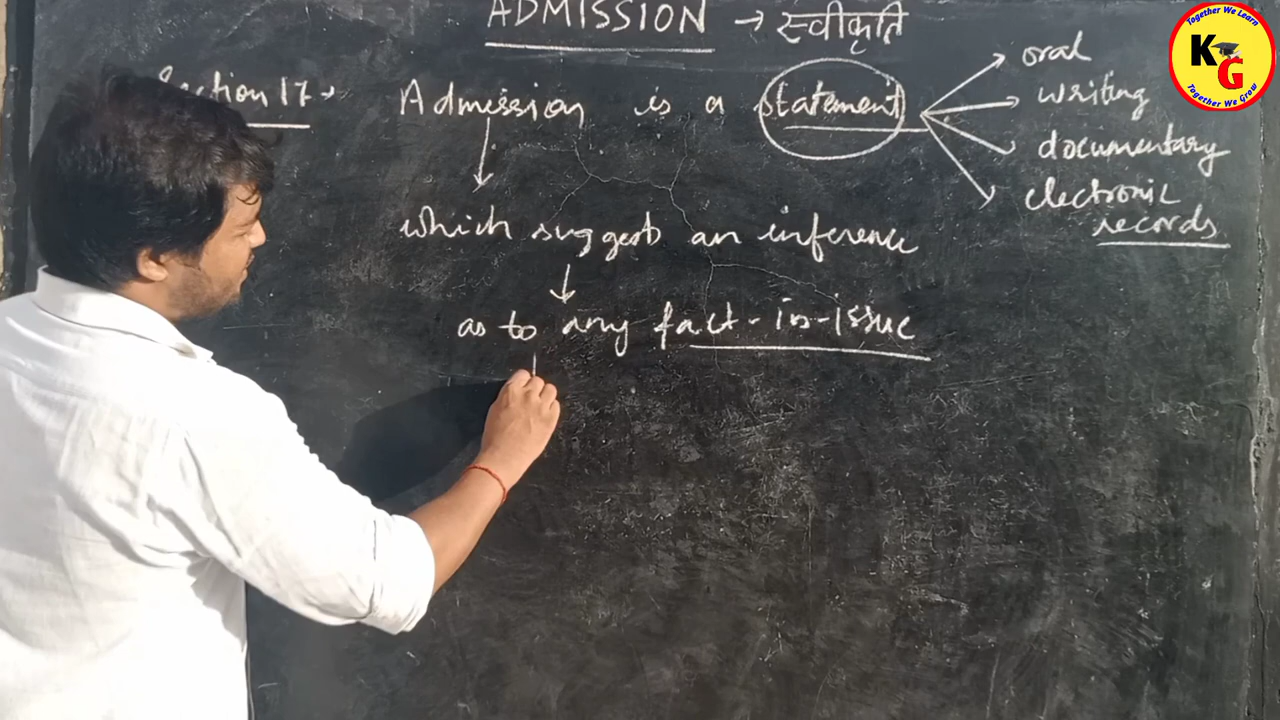 ADMISSION → स्वीकृति
Section 17 → Admission is a statement
oral
writing
documentary
electronic
records
which suggest an inference
as to any fact-in-issue
Together We Learn
KG
Together We Grow